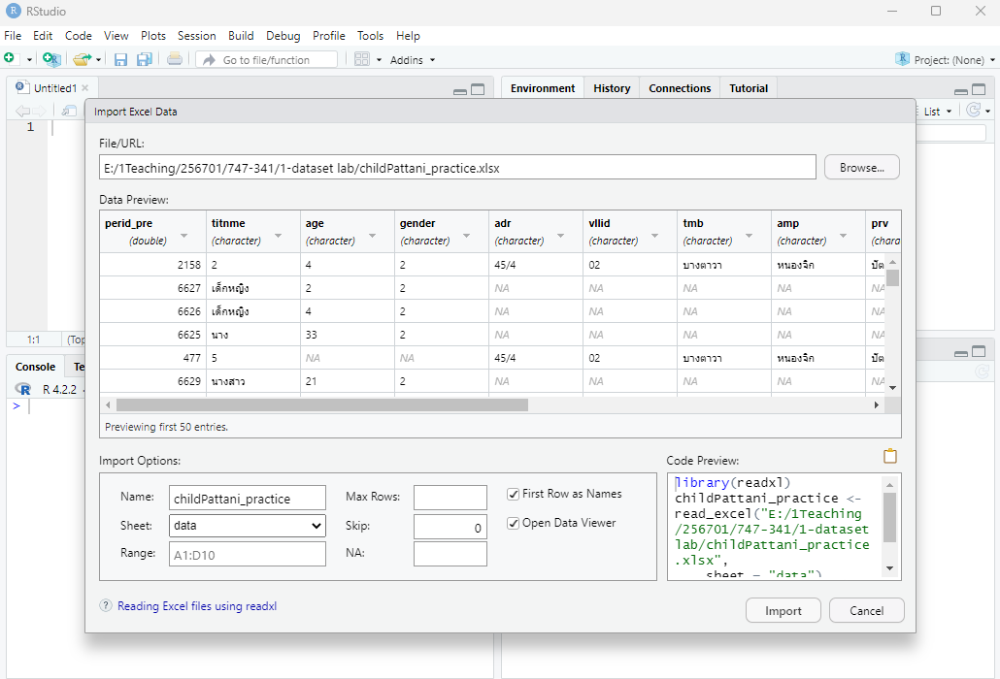 RStudio
File Edit Code View Plots Session Build Debug Profile Tools Help
Go to file/function Addins Project: (None)
Untitled1
Environment History Connections Tutorial
List
1
Import Excel Data
File/URL:
E:/1Teaching/256701/747-341/1-dataset lab/childPattani_practice.xlsx
Browse...
Data Preview:
perid_pre titnme age gender adr vllid tmb amp prv
(double) (character) (character) (character) (character) (character) (character) (character) (chara
2158 2 4 2 45/4 02 บางตาวา หนองจิก ปัต
6627 เด็กหญิง 2 2 NA NA NA NA NA
6626 เด็กหญิง 4 2 NA NA NA NA NA
6625 นาง 33 2 NA NA NA NA NA
477 5 NA NA 45/4 02 บางตาวา หนองจิก ปัต
6629 นางสาว 21 2 NA NA NA NA NA
Previewing first 50 entries.
1:1 (Top
Console Te
R 4.2.2
>
Import Options:
Name: childPattani_practice
Sheet: data
Range: A1:D10
Max Rows:
Skip: 0
NA:
First Row as Names
Open Data Viewer
Code Preview:
library(readxl)
childPattani_practice <-
read_excel("E:/1Teaching
/256701/747-341/1-dataset
lab/childPattani_practice
.xlsx",
sheet = "data")
? Reading Excel files using readxl
Import Cancel